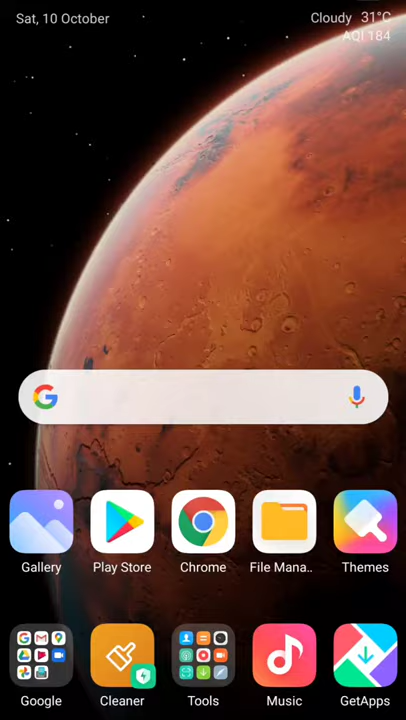 Sat, 10 October
Cloudy 31°C
AQI 184
Gallery
Play Store
Chrome
File Mana..
Themes
Google
Cleaner
Tools
Music
GetApps